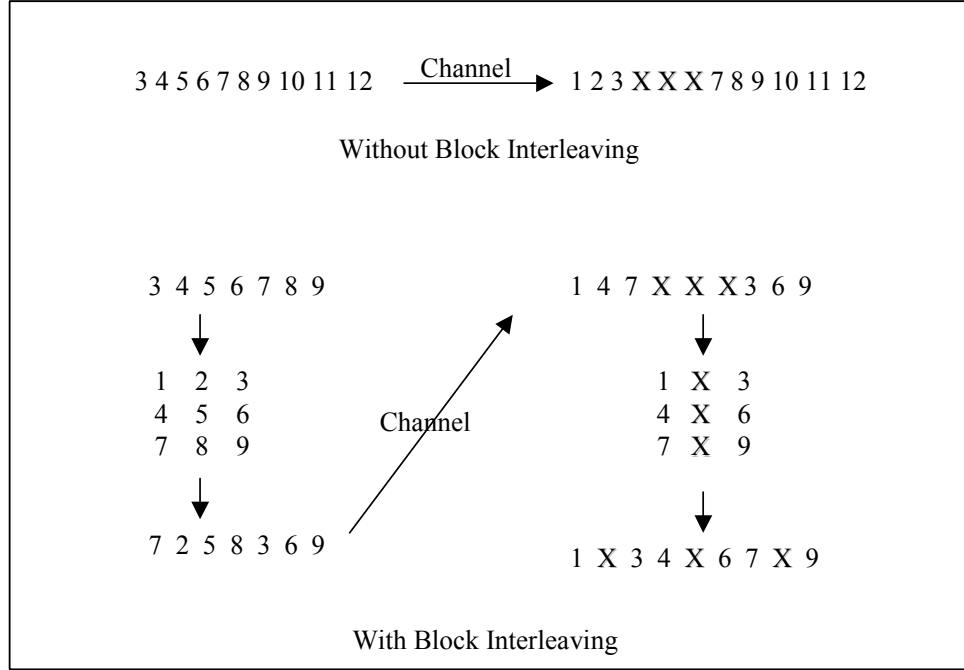 3 4 5 6 7 8 9 10 11 12
Channel
1 2 3 X X X 7 8 9 10 11 12
Without Block Interleaving
3 4 5 6 7 8 9
1 2 3
4 5 6
7 8 9
7 2 5 8 3 6 9
Channel
1 4 7 X X X 3 6 9
1 X 3
4 X 6
7 X 9
1 X 3 4 X 6 7 X 9
With Block Interleaving